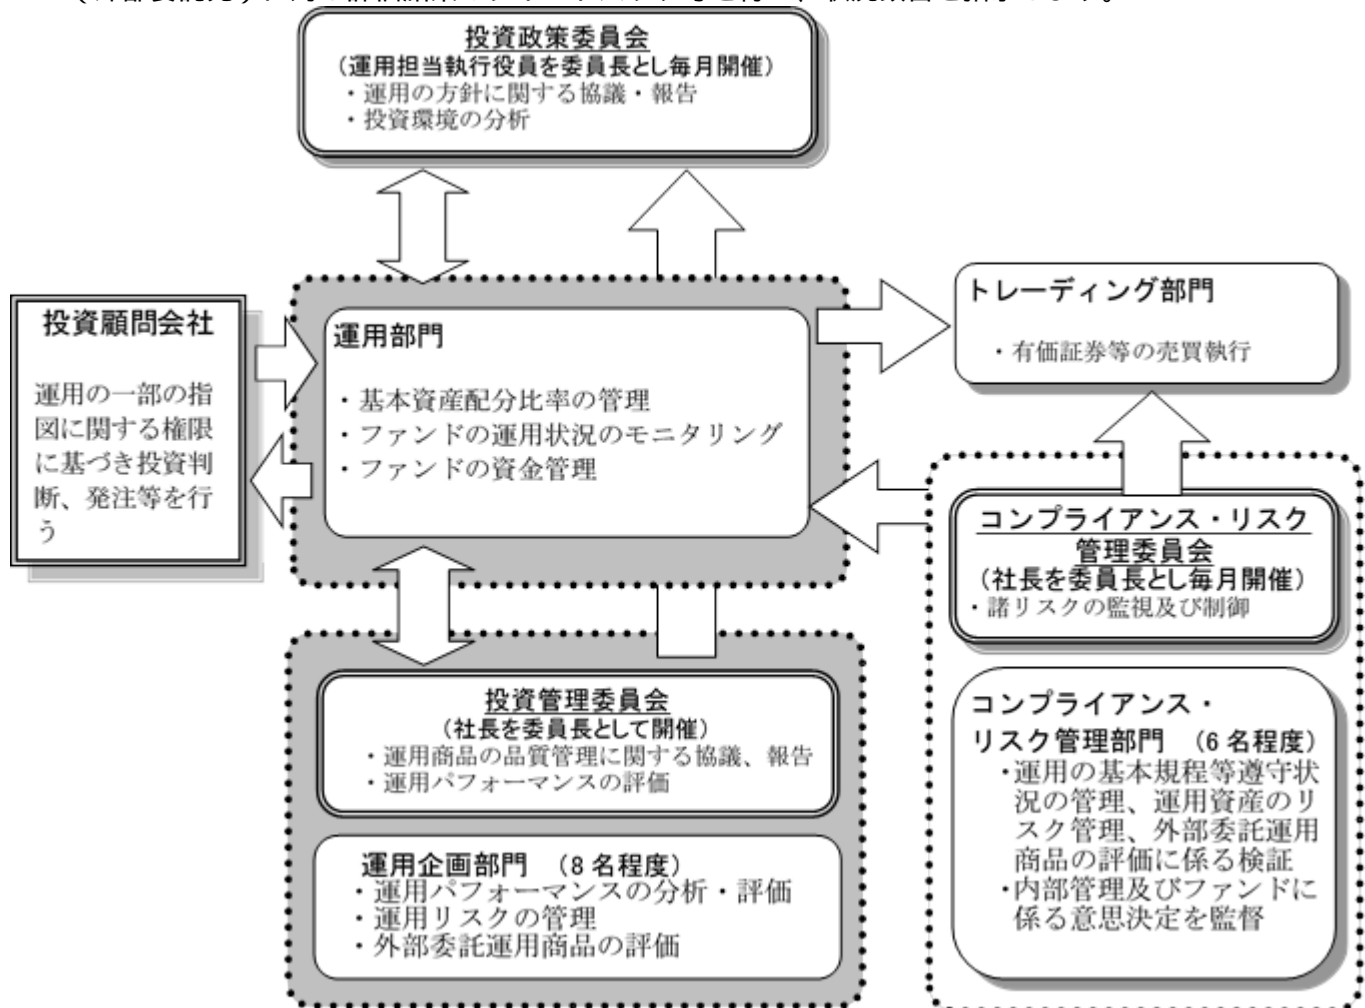 投資政策委員会
（運用担当執行役員を委員長とし毎月開催）
・運用の方針に関する協議・報告
・投資環境の分析
投資顧問会社
運用の一部の指
図に関する権限
に基づき投資判
断、発注等を行
う
運用部門
・基本資産配分比率の管理
・ファンドの運用状況のモニタリング
・ファンドの資金管理
トレーディング部門
・有価証券等の売買執行
コンプライアンス・リスク
管理委員会
（社長を委員長とし毎月開催）
・諸リスクの監視及び制御
コンプライアンス・
リスク管理部門　（6 名程度）
・運用の基本規程等遵守状
況の管理、運用資産のリ
スク管理、外部委託運用
商品の評価に係る検証
・内部管理及びファンドに
係る意思決定を監督
投資管理委員会
（社長を委員長として開催）
・運用商品の品質管理に関する協議、報告
・運用パフォーマンスの評価
運用企画部門　（8 名程度）
・運用パフォーマンスの分析・評価
・運用リスクの管理
・外部委託運用商品の評価